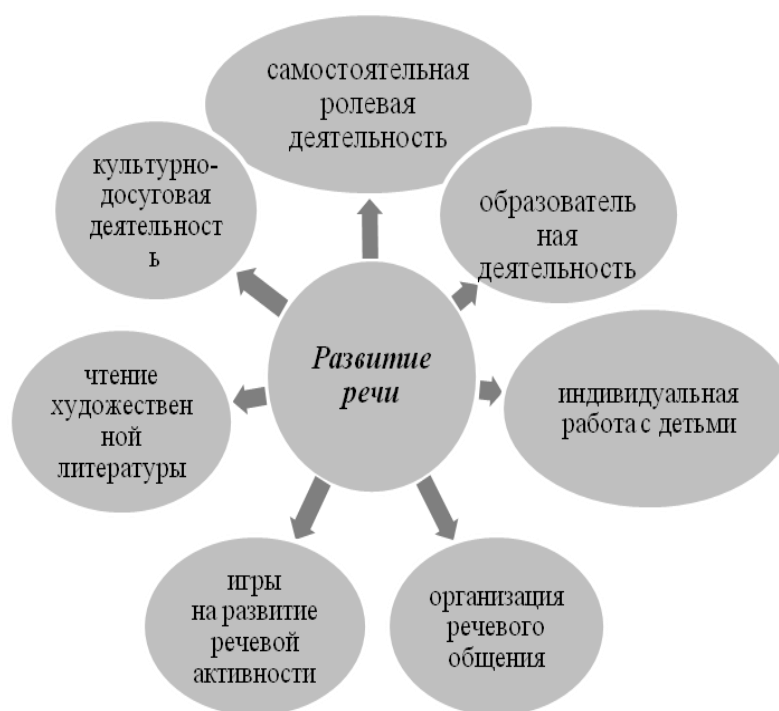 самостоятельная
ролевая
деятельность
культурно-
досуговая
деятельност
ь
образователь
ная
деятельность
Развитие
речи
чтение
художествен
ной
литературы
индивидуальная
работа с детьми
игры
на развитие
речевой
активности
организация
речевого
общения